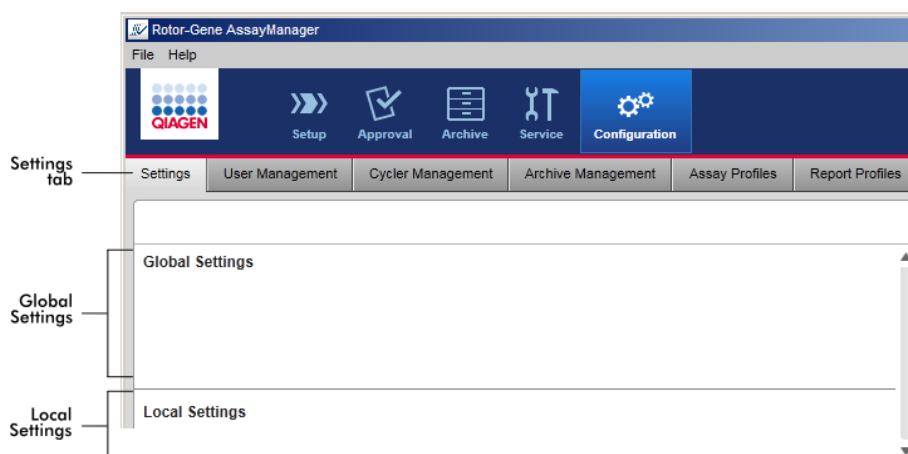 Rotor-Gene AssayManager
File Help
QIAGEN
Setup Approval Archive Service Configuration
Settings tab
Settings User Management Cycler Management Archive Management Assay Profiles Report Profiles
Global Settings
Global Settings
Local Settings
Local Settings